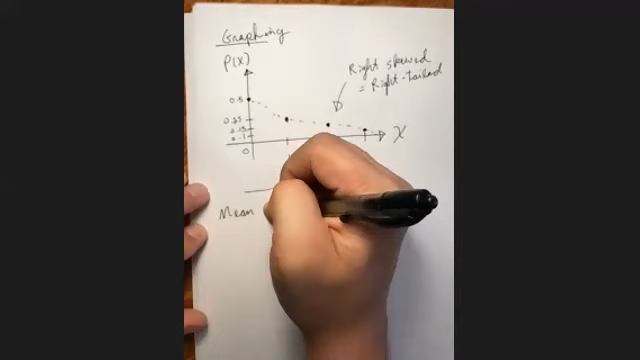 Graphing
P(X)
Right skewed
= Right-tailed
0.5
0.25
0.15
0.1
0
X
Mean